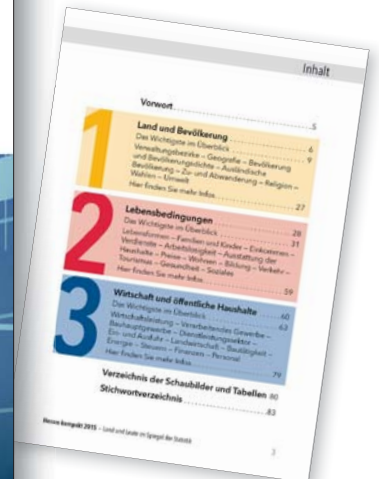 Inhalt
Vorwort 5
1
Land und Bevölkerung 6
Das Wichtigste im Überblick 9
Verwaltungsbezirke – Geografie – Bevölkerung
und Bevölkerungsdichte – Ausländische
Bevölkerung – Zu- und Abwanderung – Religion –
Wahlen – Umwelt
Hier finden Sie mehr Infos 27
2
Lebensbedingungen 28
Das Wichtigste im Überblick 31
Lebensformen – Familien und Kinder – Einkommen –
Verdienste – Arbeitslosigkeit – Ausstattung der
Haushalte – Preise – Wohnen – Bildung – Verkehr –
Tourismus – Gesundheit – Soziales
Hier finden Sie mehr Infos 59
3
Wirtschaft und öffentliche Haushalte 60
Das Wichtigste im Überblick 63
Wirtschaftsleistung – Verarbeitendes Gewerbe –
Bauhauptgewerbe – Dienstleistungssektor –
Ein- und Ausfuhr – Landwirtschaft – Bautätigkeit –
Energie – Steuern – Finanzen – Personal
Hier finden Sie mehr Infos 79
Verzeichnis der Schaubilder und Tabellen 80
Stichwortverzeichnis 83
Hessen kompakt 2015 – Land und Leute im Spiegel der Statistik
3